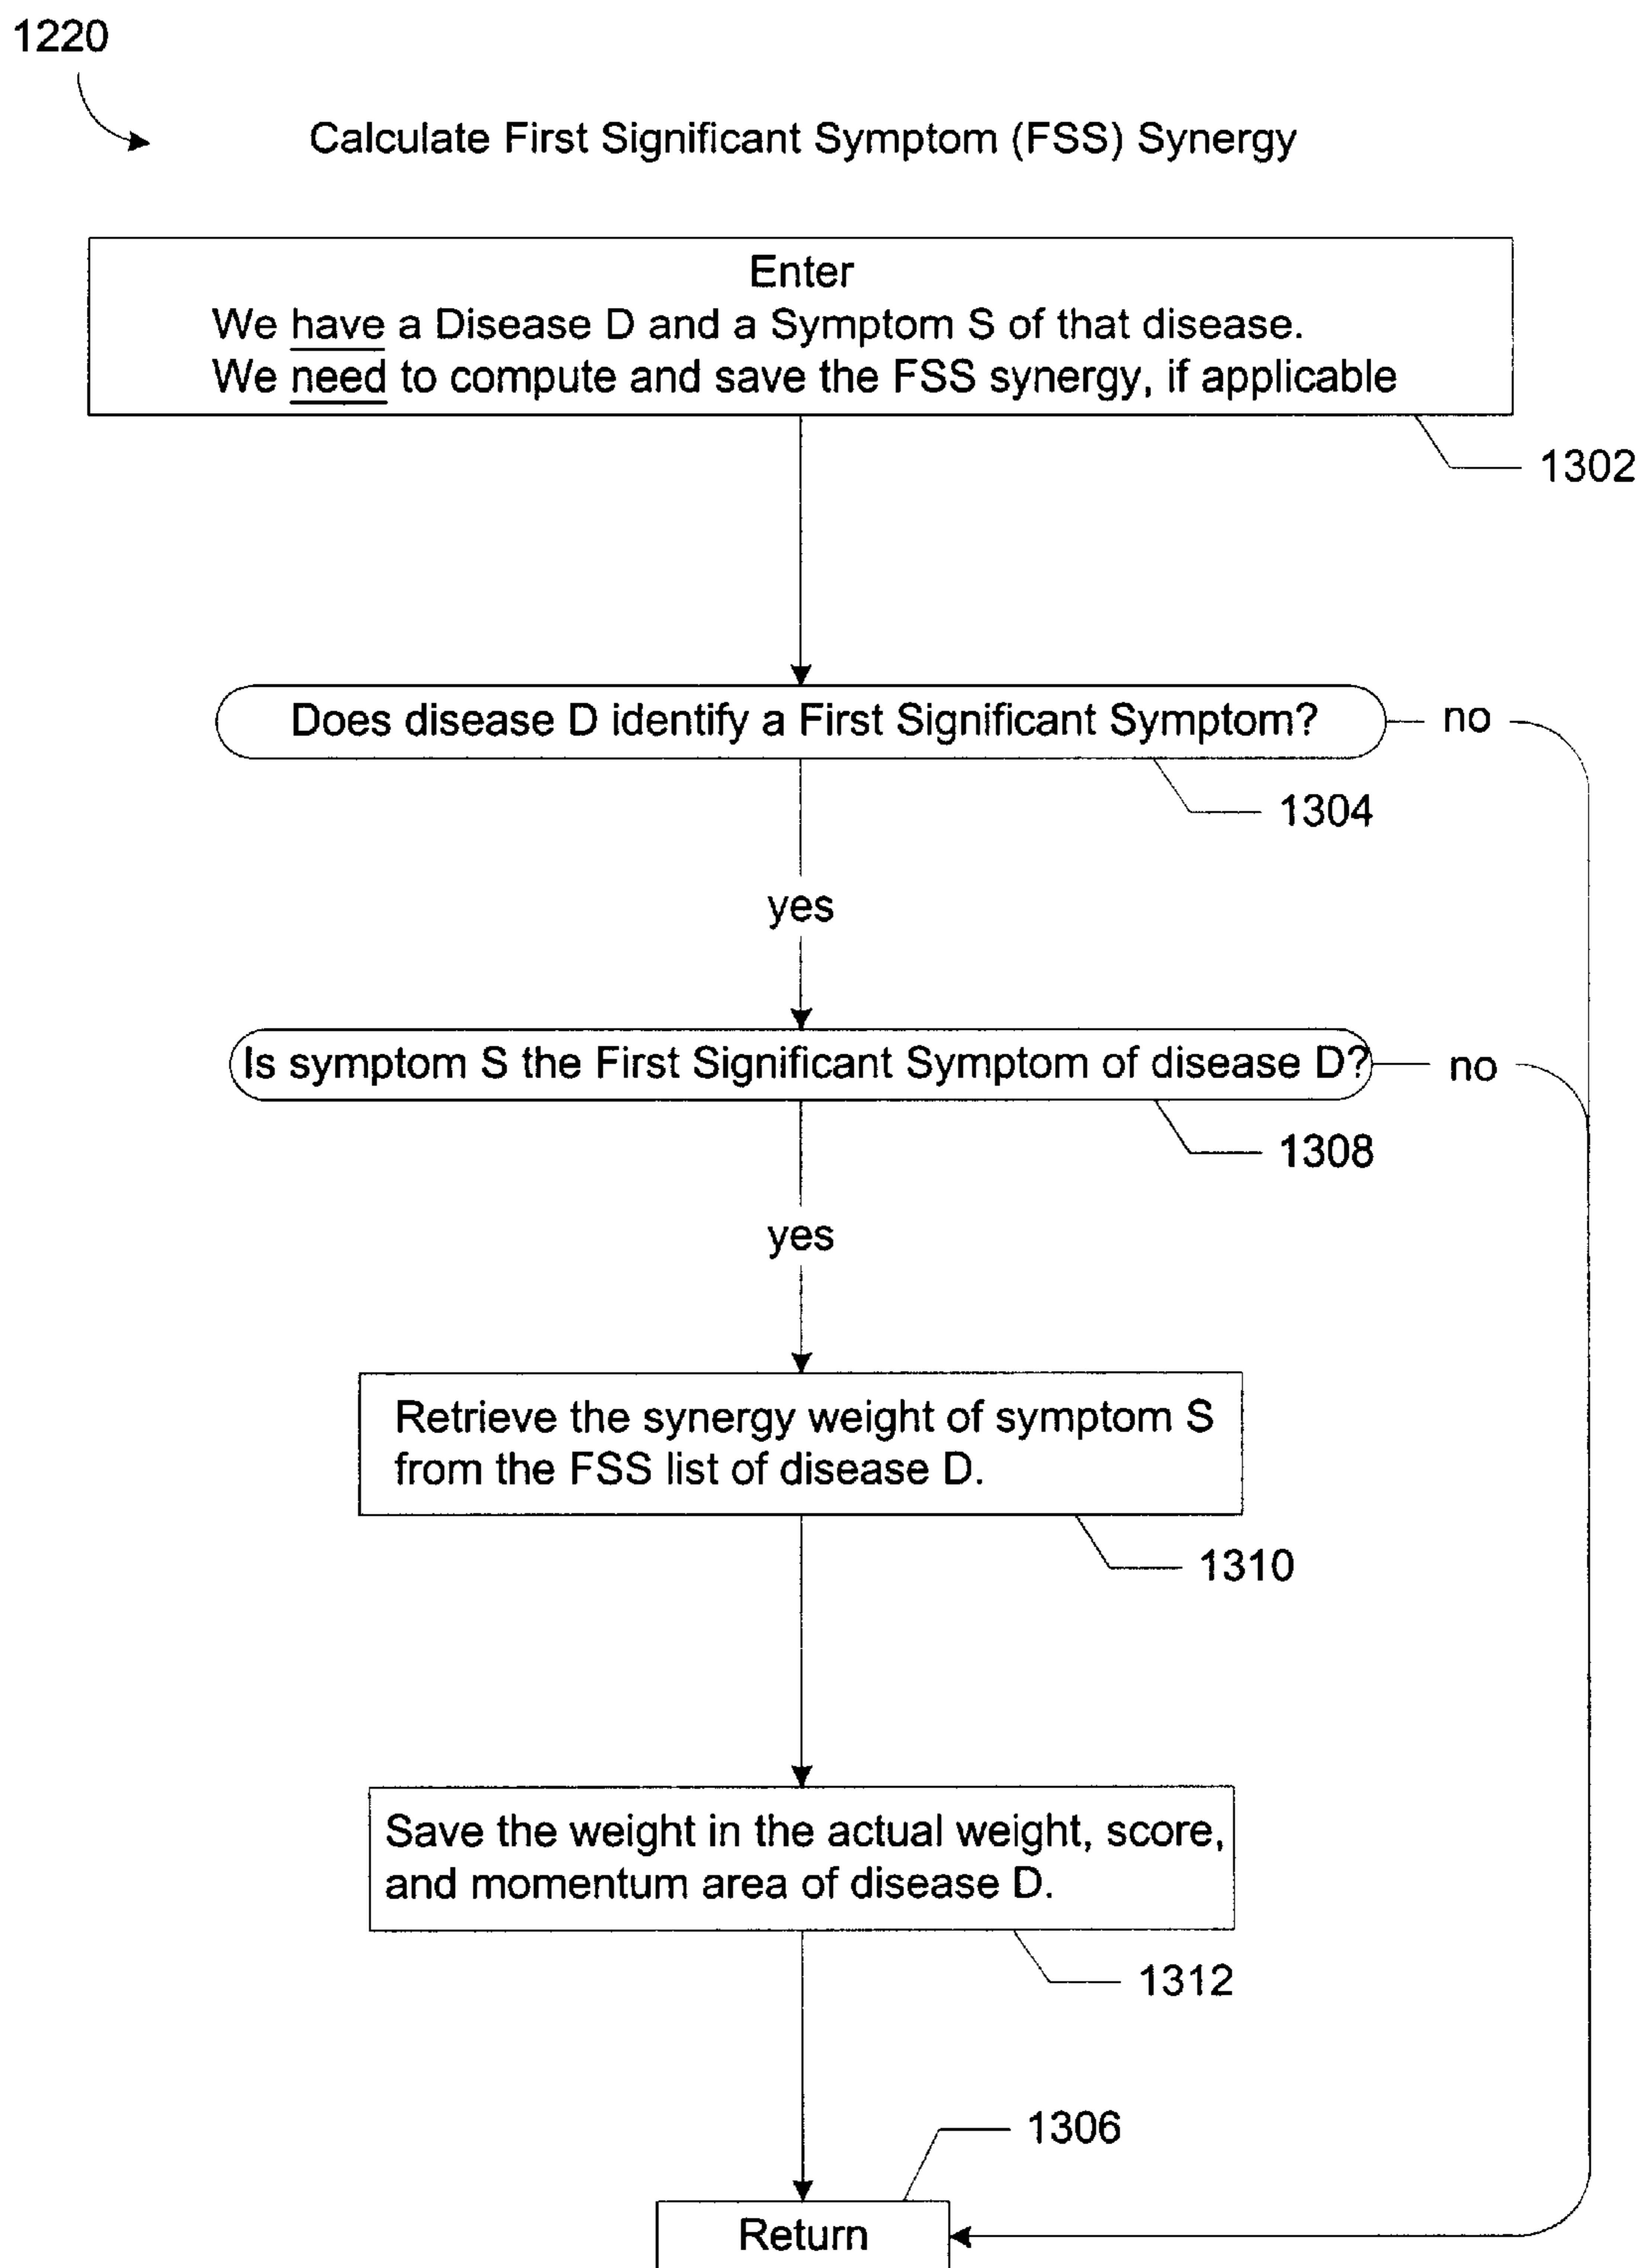 1220
Calculate First Significant Symptom (FSS) Synergy
Enter
We have a Disease D and a Symptom S of that disease.
We need to compute and save the FSS synergy, if applicable
1302
Does disease D identify a First Significant Symptom?
no
1304
yes
Is symptom S the First Significant Symptom of disease D?
no
1308
yes
Retrieve the synergy weight of symptom S
from the FSS list of disease D.
1310
Save the weight in the actual weight, score,
and momentum area of disease D.
1312
1306
Return